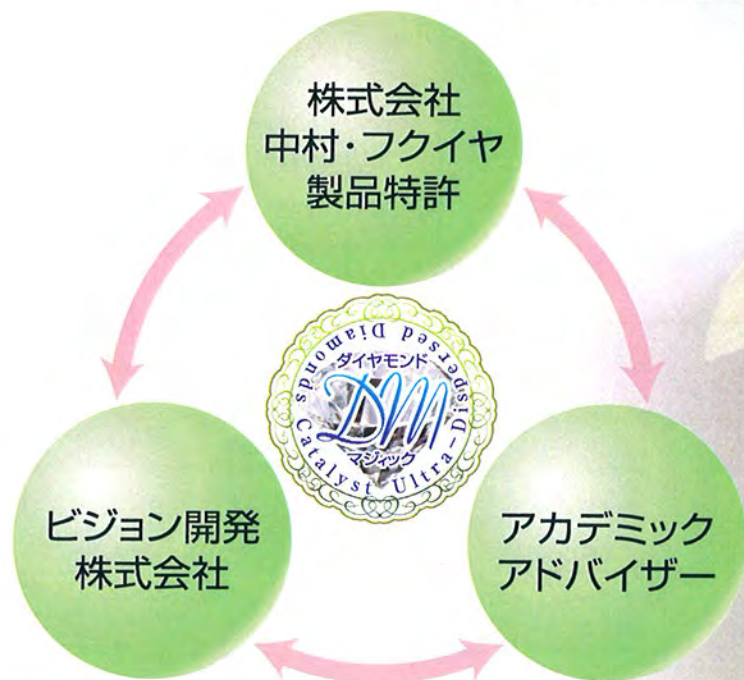 株式会社
中村・フクイヤ
製品特許
ダイヤモンド
DM
マジィック
Catalyst Ultra-Dispersed Diamonds
ビジョン開発
株式会社
アカデミック
アドバイザー